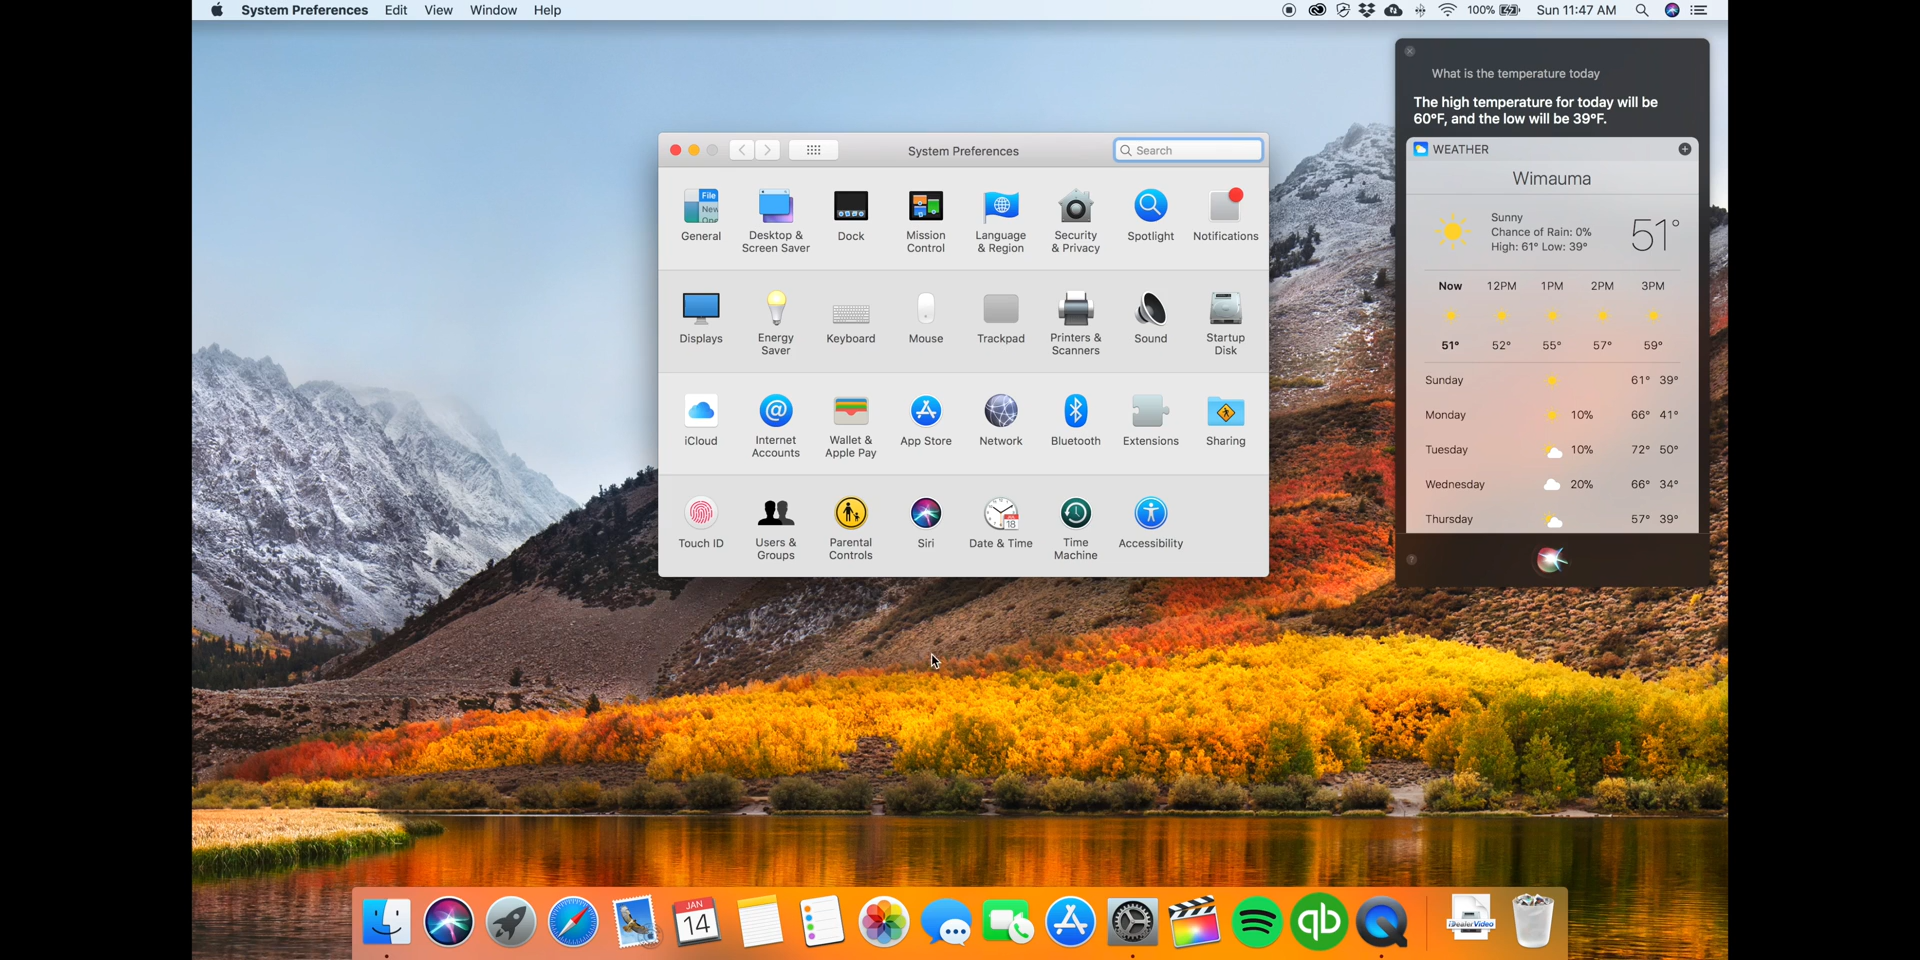 System Preferences Edit View Window Help
100% Sun 11:47 AM
System Preferences
Search
General
Desktop &
Screen Saver
Dock
Mission
Control
Language
& Region
Security
& Privacy
Spotlight
Notifications
File
New
Displays
Energy
Saver
Keyboard
Mouse
Trackpad
Printers &
Scanners
Sound
Startup
Disk
iCloud
Internet
Accounts
Wallet &
Apple Pay
App Store
Network
Bluetooth
Extensions
Sharing
Touch ID
Users &
Groups
Parental
Controls
Siri
Date & Time
Time
Machine
Accessibility
18
What is the temperature today
The high temperature for today will be
60°F, and the low will be 39°F.
WEATHER
Wimauma
Sunny
Chance of Rain: 0%
High: 61° Low: 39°
51°
Now 12PM 1PM 2PM 3PM
51° 52° 55° 57° 59°
Sunday 61° 39°
Monday 10% 66° 41°
Tuesday 10% 72° 50°
Wednesday 20% 66° 34°
Thursday 57° 39°
?
JAN
14
qb
iDealerVideo